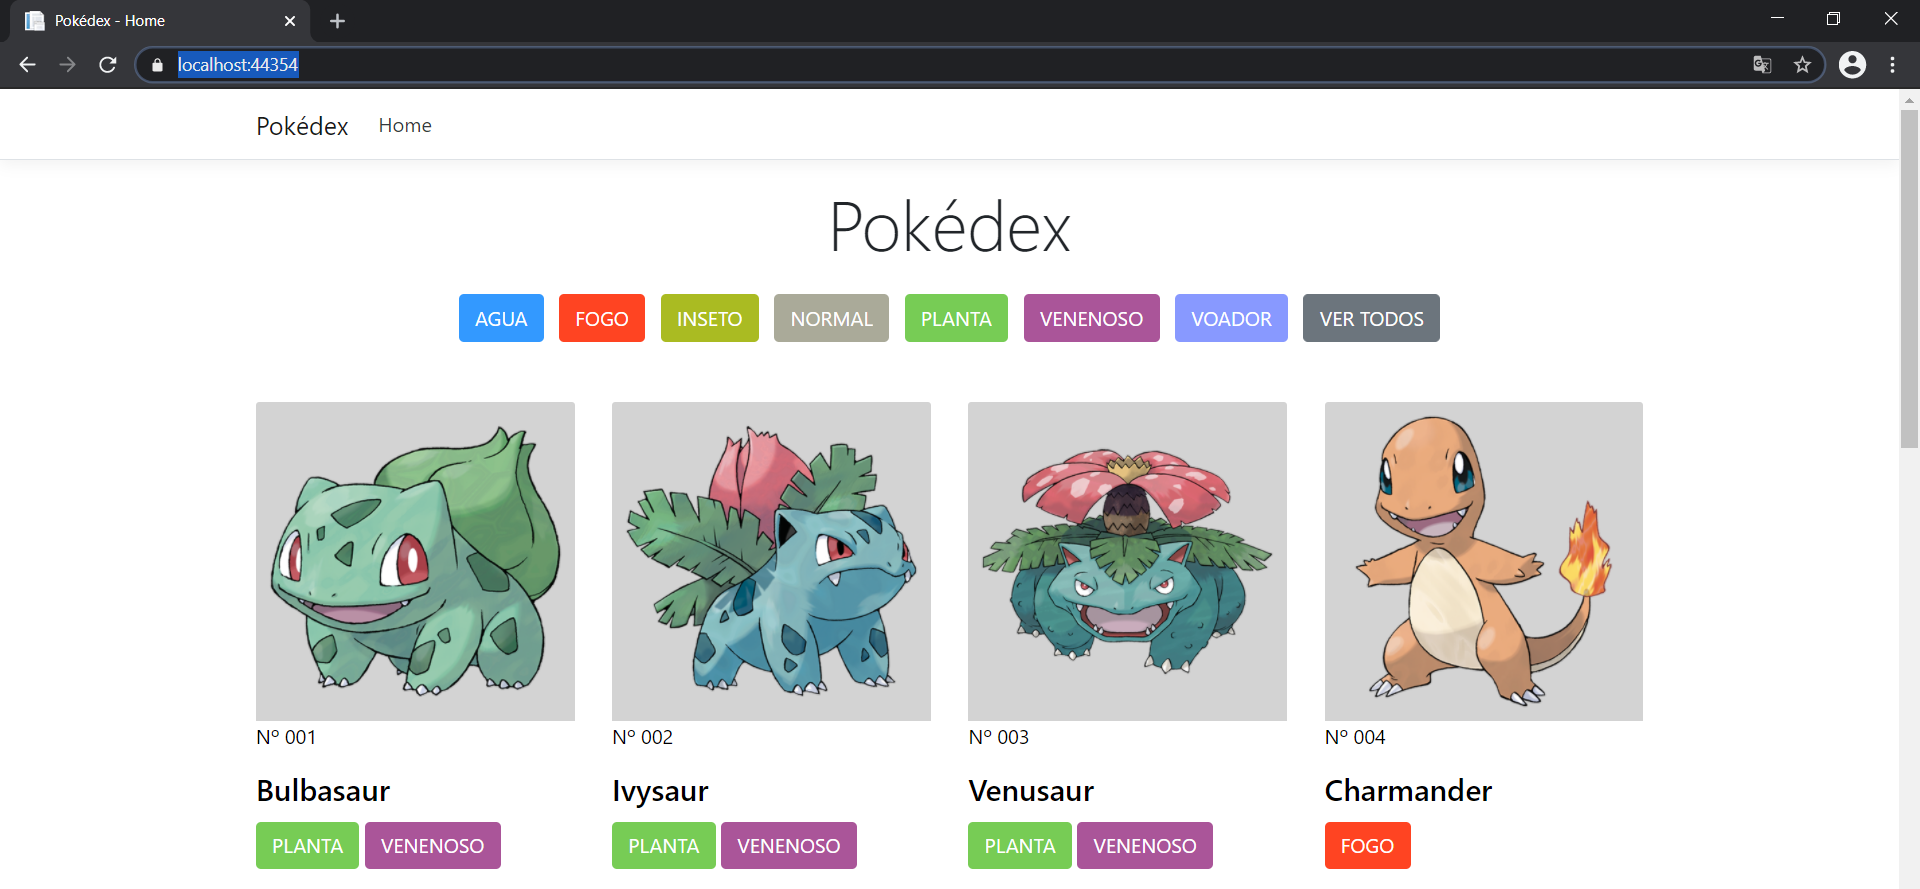 Pokédex - Home
localhost:44354
Pokédex Home
Pokédex
AGUA FOGO INSETO NORMAL PLANTA VENENOSO VOADOR VER TODOS
Nº 001
Bulbasaur
PLANTA VENENOSO
Nº 002
Ivysaur
PLANTA VENENOSO
Nº 003
Venusaur
PLANTA VENENOSO
Nº 004
Charmander
FOGO